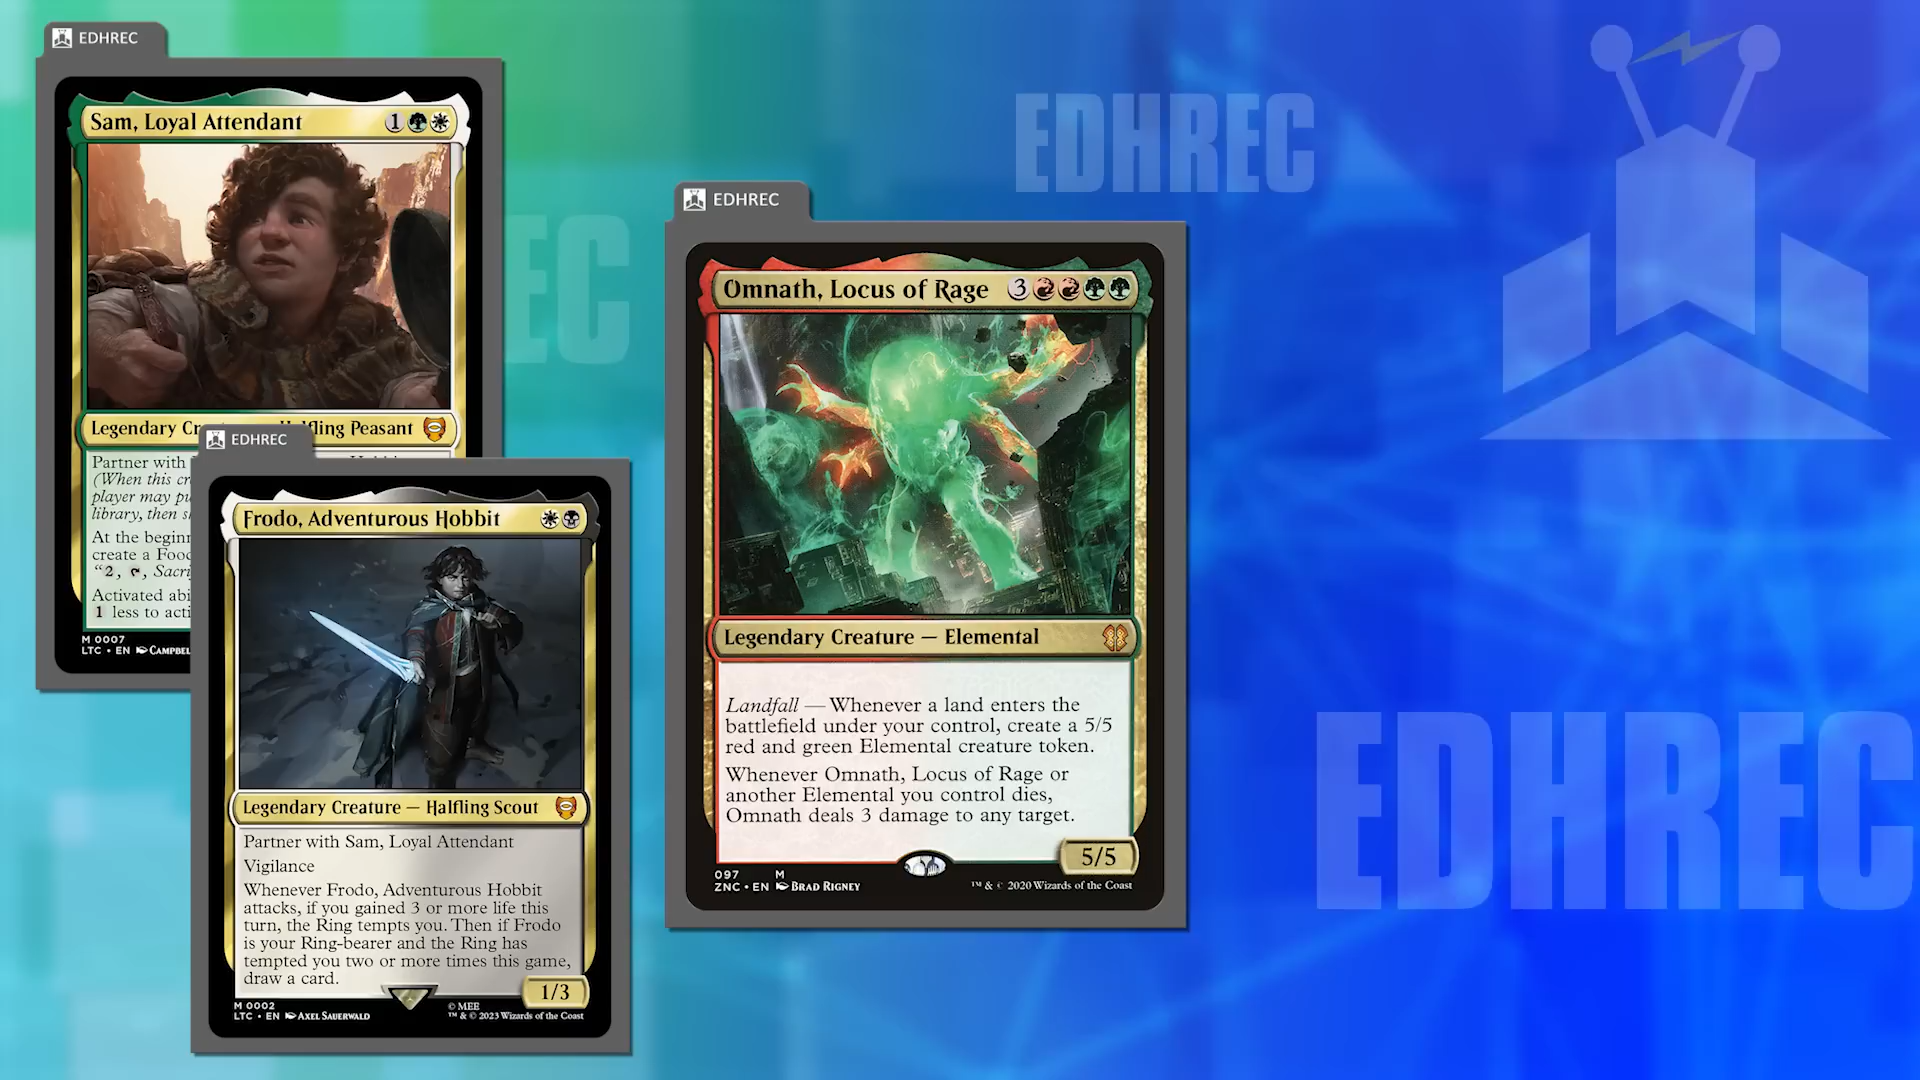 EDHREC
Sam, Loyal Attendant 1
Legendary Cr Halfling Peasant
Partner with
(When this cr
player may pu
library, then s
At the beginn
create a Food
"2, , Sacri
Activated abi
1 less to acti
M 0007
LTC • EN CAMPBEL
EDHREC
Frodo, Adventurous Hobbit
Legendary Creature — Halfling Scout
Partner with Sam, Loyal Attendant
Vigilance
Whenever Frodo, Adventurous Hobbit
attacks, if you gained 3 or more life this
turn, the Ring tempts you. Then if Frodo
is your Ring-bearer and the Ring has
tempted you two or more times this game,
draw a card.
1/3
M 0002
LTC • EN AXEL SAUERWALD
© MEE
™ & © 2023 Wizards of the Coast
EDHREC
Omnath, Locus of Rage 3
Legendary Creature — Elemental
Landfall — Whenever a land enters the
battlefield under your control, create a 5/5
red and green Elemental creature token.
Whenever Omnath, Locus of Rage or
another Elemental you control dies,
Omnath deals 3 damage to any target.
5/5
097 M
ZNC • EN BRAD RIGNEY
™ & © 2020 Wizards of the Coast
EDHREC
EC
EDHREC